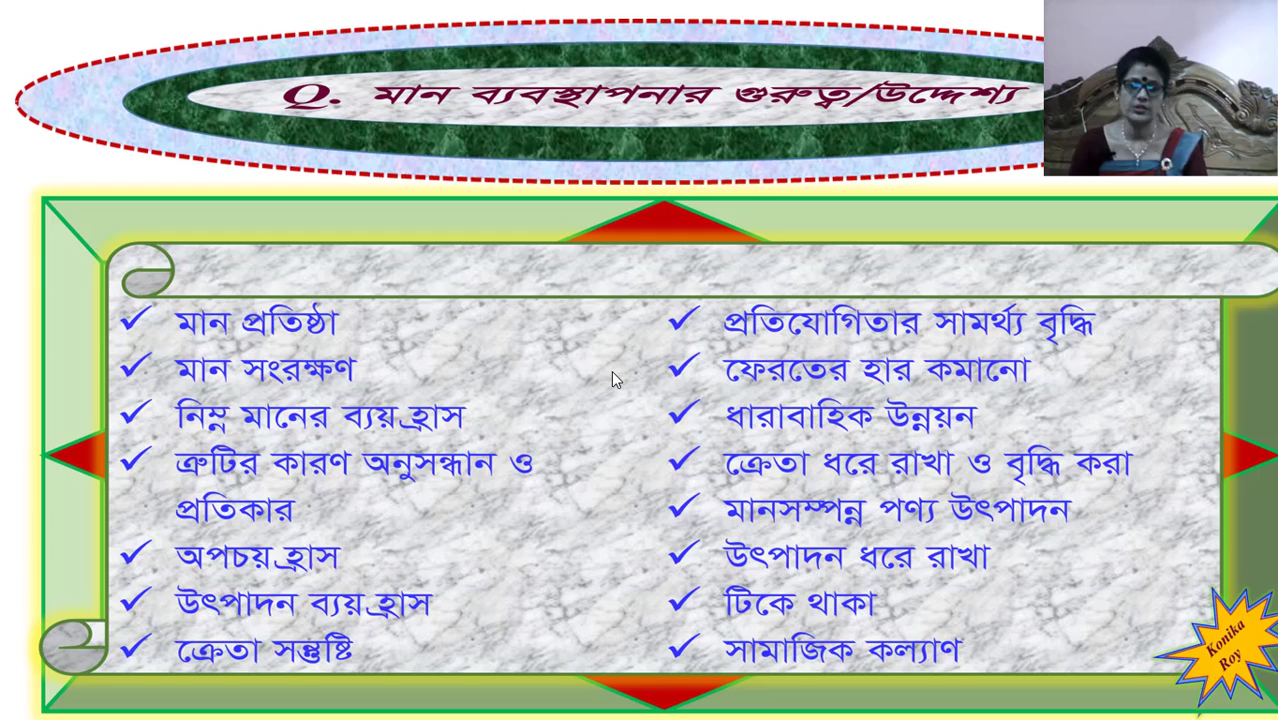 Q. মান ব্যবস্থাপনার গুরুত্ব/উদ্দেশ্য
✓ মান প্রতিষ্ঠা
✓ মান সংরক্ষণ
✓ নিম্ন মানের ব্যয় হ্রাস
✓ ত্রুটির কারণ অনুসন্ধান ও
প্রতিকার
✓ অপচয় হ্রাস
✓ উৎপাদন ব্যয় হ্রাস
✓ ক্রেতা সন্তুষ্টি
✓ প্রতিযোগিতার সামর্থ্য বৃদ্ধি
✓ ফেরতের হার কমানো
✓ ধারাবাহিক উন্নয়ন
✓ ক্রেতা ধরে রাখা ও বৃদ্ধি করা
✓ মানসম্পন্ন পণ্য উৎপাদন
✓ উৎপাদন ধরে রাখা
✓ টিকে থাকা
✓ সামাজিক কল্যাণ
Konika
Roy